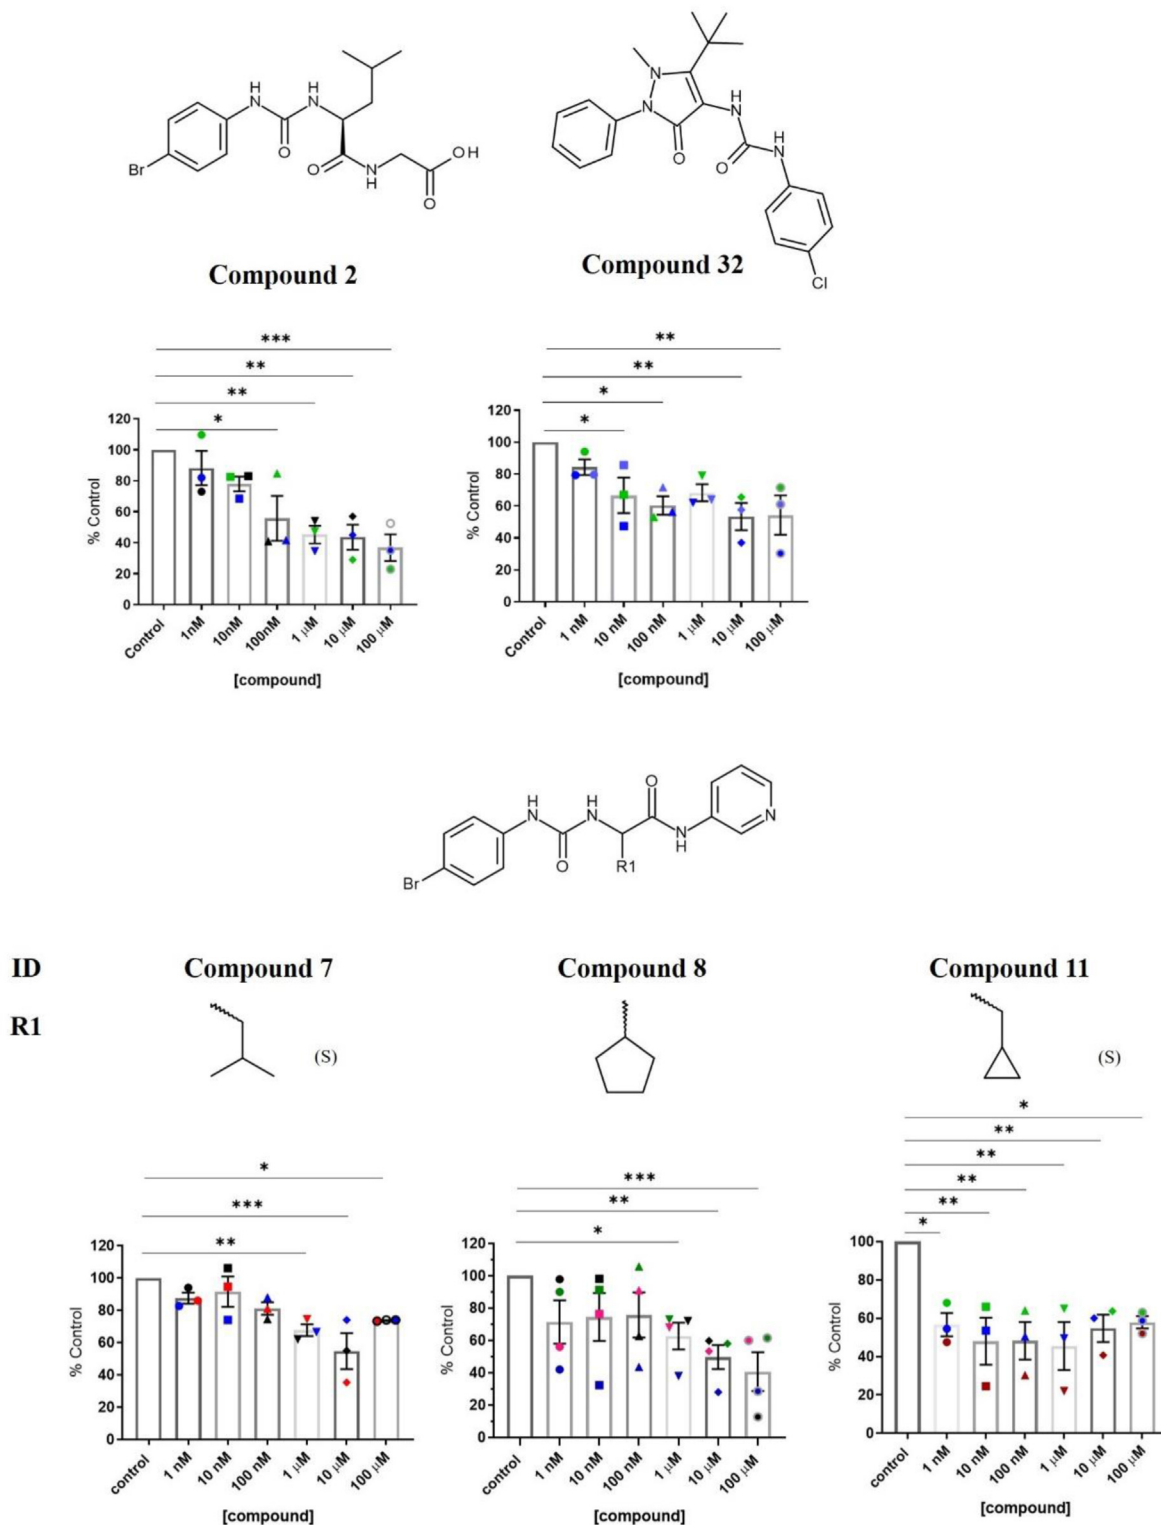 H
N
H
N
O
O
N
H
OH
O
Br
Compound 2
N
N
O
H
N
O
H
N
Cl
Compound 32
***
**
**
*
% Control
120
100
80
60
40
20
0
Control
1nM
10nM
100nM
1 μM
10 μM
100 μM
[compound]
**
**
*
*
% Control
120
100
80
60
40
20
0
Control
1 nM
10 nM
100 nM
1 μM
10 μM
100 μM
[compound]
H
N
H
N
O
O
N
H
N
R1
Br
ID Compound 7 Compound 8 Compound 11
R1
(S)
(S)
*
***
**
% Control
120
100
80
60
40
20
0
control
1 nM
10 nM
100 nM
1 μM
10 μM
100 μM
[compound]
***
**
*
% Control
120
100
80
60
40
20
0
control
1 nM
10 nM
100 nM
1 μM
10 μM
100 μM
[compound]
*
**
**
**
**
*
% Control
100
80
60
40
20
0
control
1 nM
10 nM
100 nM
1 μM
10 μM
100 μM
[compound]